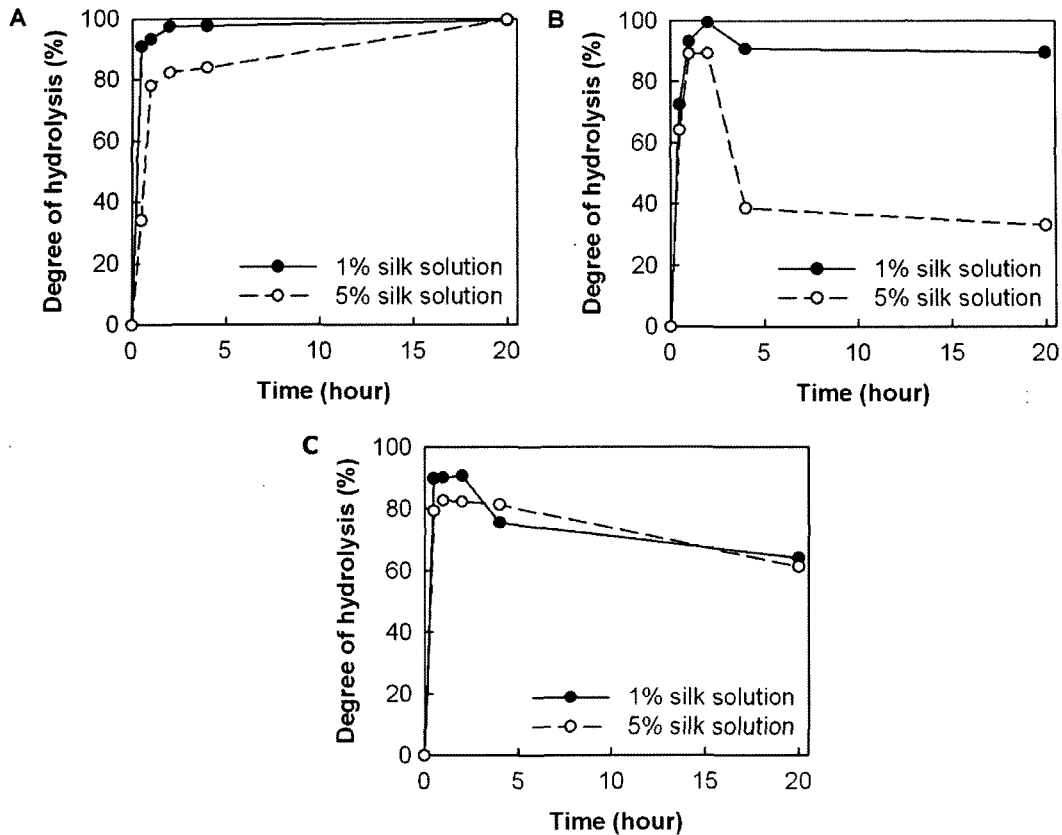 A
Degree of hydrolysis (%)
100
80
60
40
20
0
1% silk solution
5% silk solution
0 5 10 15 20
Time (hour)
B
Degree of hydrolysis (%)
100
80
60
40
20
0
1% silk solution
5% silk solution
0 5 10 15 20
Time (hour)
C
Degree of hydrolysis (%)
100
80
60
40
20
0
1% silk solution
5% silk solution
0 5 10 15 20
Time (hour)